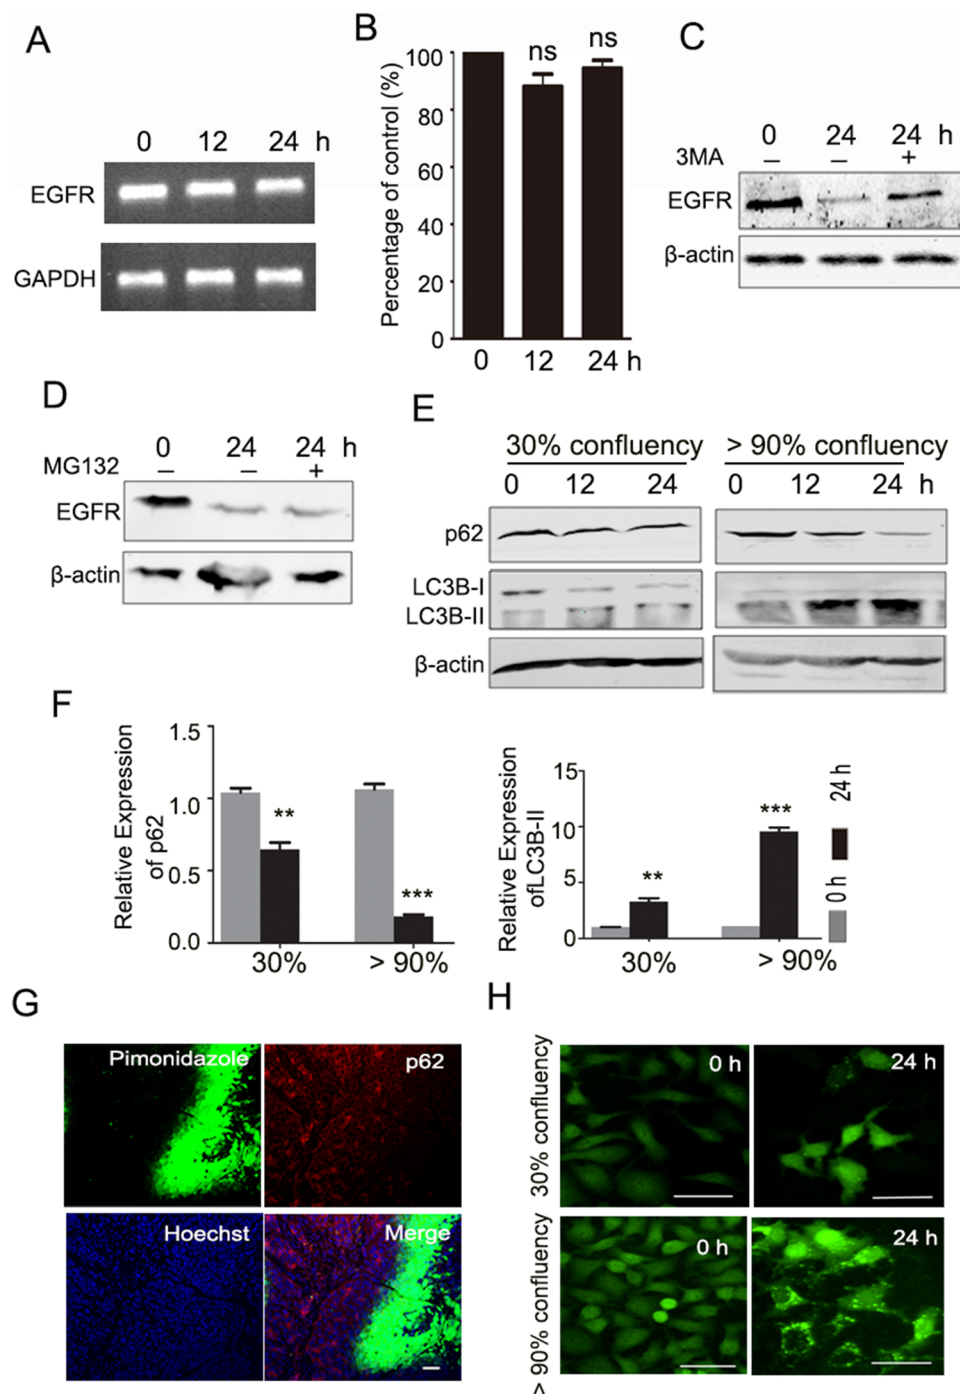 A
0 12 24 h
EGFR
GAPDH
B
Percentage of control (%)
100
80
60
40
20
0
ns
ns
0 12 24 h
C
0 24 24 h
3MA – – +
EGFR
β-actin
D
0 24 24 h
MG132 – – +
EGFR
β-actin
E
30% confluency
> 90% confluency
0 12 24
0 12 24 h
p62
LC3B-I
LC3B-II
β-actin
F
Relative Expression
of p62
1.5
1.0
0.5
0.0
**
***
30% > 90%
Relative Expression
ofLC3B-II
15
10
5
0
**
***
30% > 90%
0 h 24 h
G
Pimonidazole
p62
Hoechst
Merge
H
30% confluency
0 h
24 h
> 90% confluency
0 h
24 h